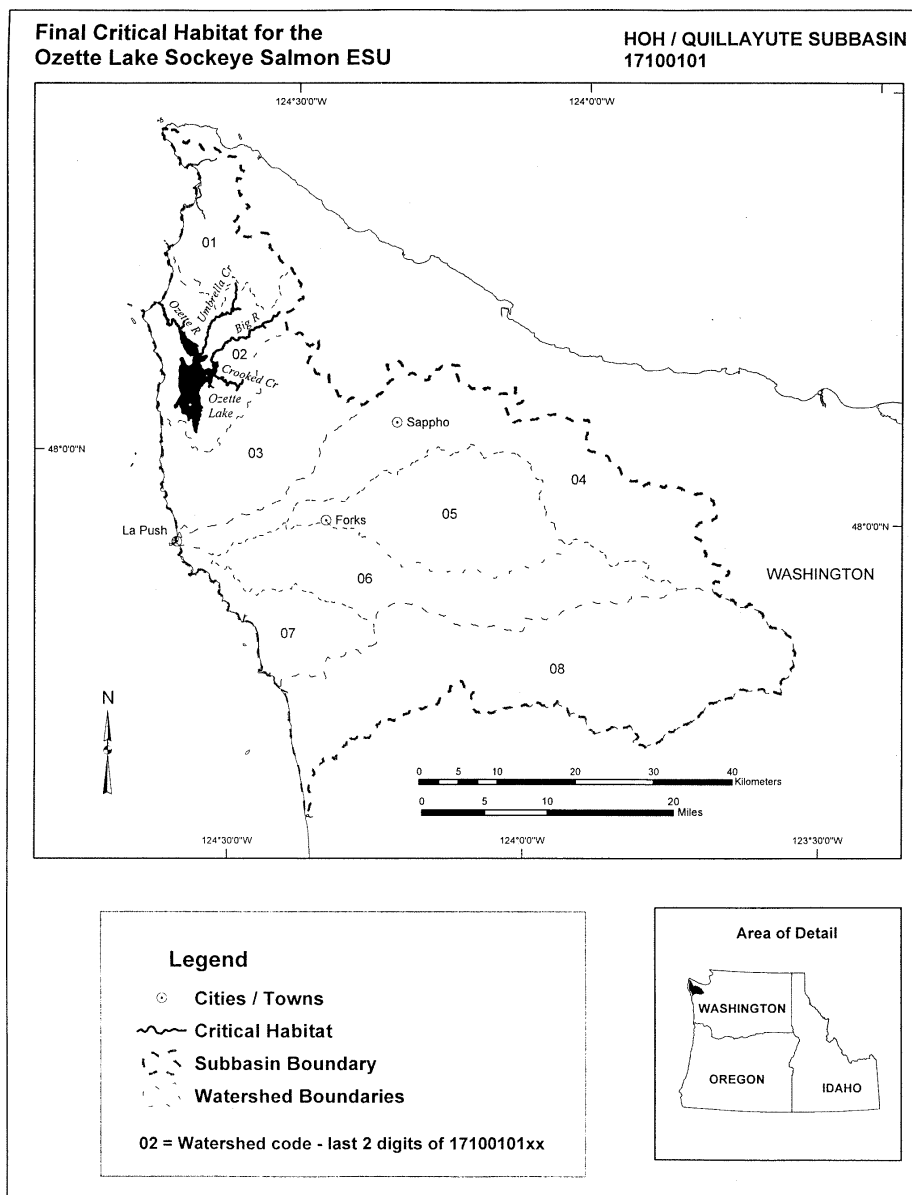 Final Critical Habitat for the
Ozette Lake Sockeye Salmon ESU
HOH / QUILLAYUTE SUBBASIN
17100101
124°30'0"W
124°0'0"W
01
Umbrella Cr
Ozette R
Big R
02
Crooked Cr
Ozette
Lake
Sappho
48°0'0"N
03
04
Forks
05
La Push
48°0'0"N
WASHINGTON
06
07
08
N
0 5 10 20 30 40
Kilometers
0 5 10 20
Miles
124°30'0"W
124°0'0"W
123°30'0"W
Legend
Cities / Towns
Critical Habitat
Subbasin Boundary
Watershed Boundaries
02 = Watershed code - last 2 digits of 17100101xx
Area of Detail
WASHINGTON
OREGON
IDAHO